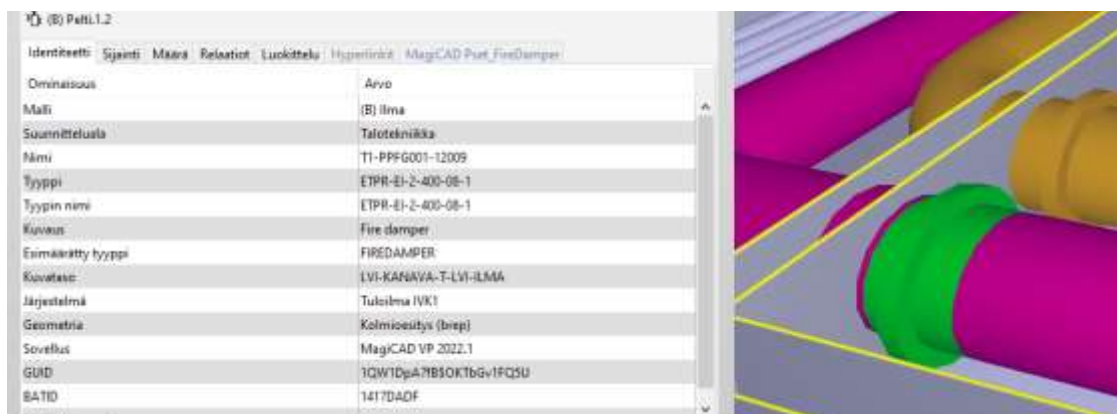 (B) Pelti.1.2
Identiteetti Sijainti Määrä Relaatiot Luokittelu Hyperlinkit MagiCAD Pset_FireDamper
Ominaisuus Arvo
Malli (B) Ilma
Suunnitteluala Talotekniikka
Nimi T1-PPFG001-12009
Tyyppi ETPR-EI-2-400-08-1
Tyypin nimi ETPR-EI-2-400-08-1
Kuvaus Fire damper
Esimäärätty tyyppi FIREDAMPER
Kuvataso LVI-KANAVA-T-LVI-ILMA
Järjestelmä Tuloilma IVK1
Geometria Kolmioesitys (brep)
Sovellus MagiCAD VP 2022.1
GUID
BATID 1417DADF